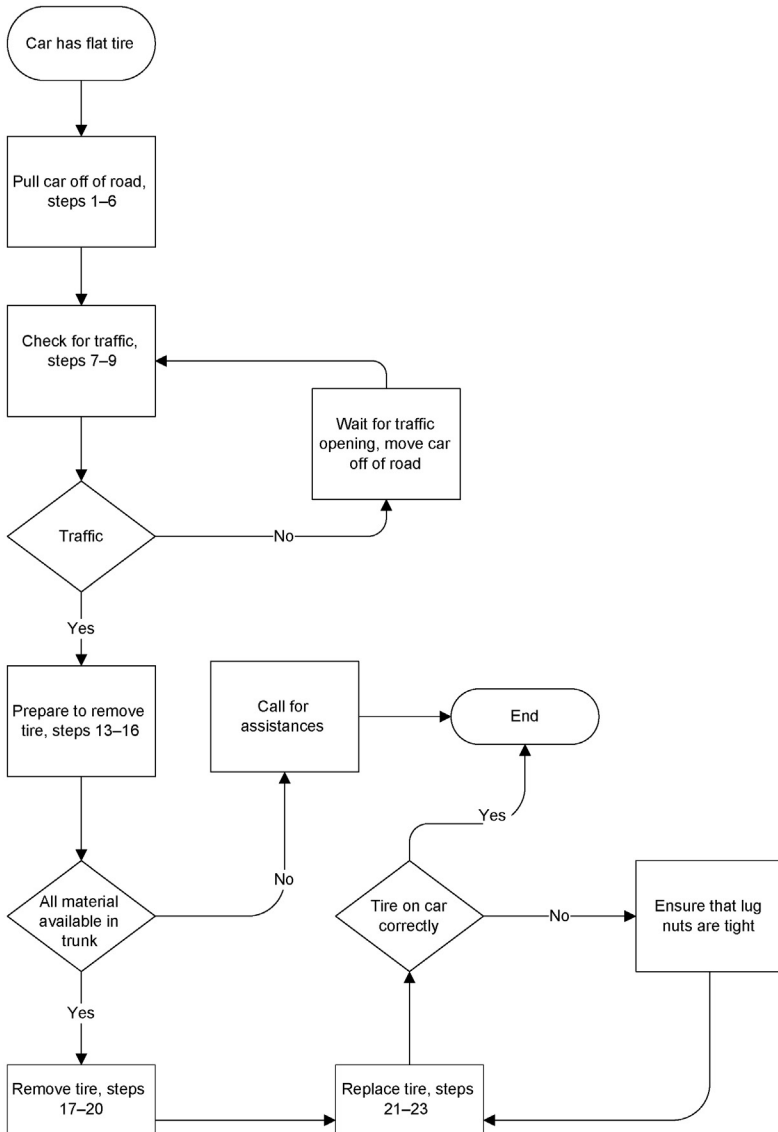 Car has flat tire
Pull car off of road,
steps 1–6
Check for traffic,
steps 7–9
Wait for traffic
opening, move car
off of road
Traffic
No
Yes
Prepare to remove
tire, steps 13–16
Call for
assistances
End
Yes
No
All material
available in
trunk
Tire on car
correctly
No
Ensure that lug
nuts are tight
Yes
Remove tire, steps
17–20
Replace tire, steps
21–23